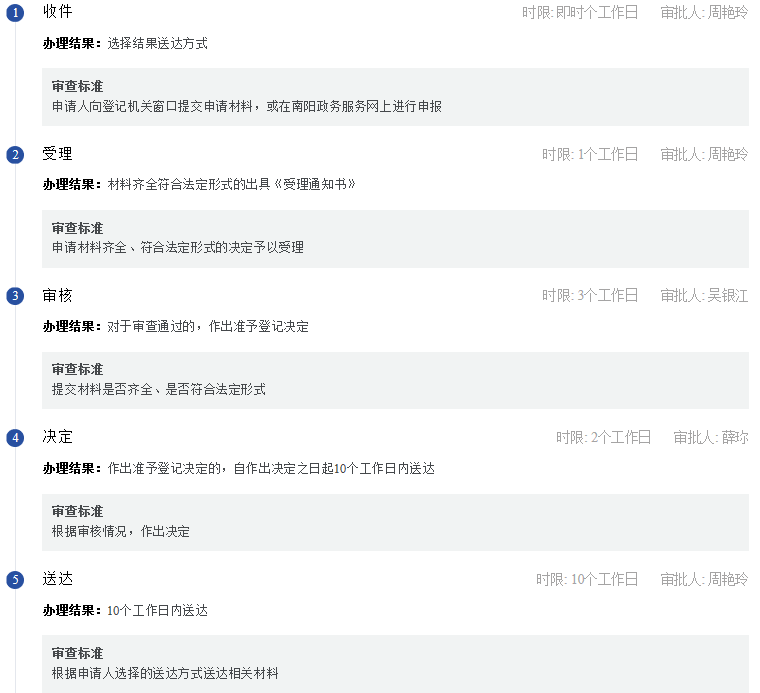 1 收件 时限: 即时个工作日 审批人: 周艳玲
办理结果：选择结果送达方式
审查标准
申请人向登记机关窗口提交申请材料，或在南阳政务服务网上进行申报
2 受理 时限: 1个工作日 审批人: 周艳玲
办理结果：材料齐全符合法定形式的出具《受理通知书》
审查标准
申请材料齐全、符合法定形式的决定予以受理
3 审核 时限: 3个工作日 审批人: 吴银江
办理结果：对于审查通过的，作出准予登记决定
审查标准
提交材料是否齐全、是否符合法定形式
4 决定 时限: 2个工作日 审批人: 薛珎
办理结果：作出准予登记决定的，自作出决定之日起10个工作日内送达
审查标准
根据审核情况，作出决定
5 送达 时限: 10个工作日 审批人: 周艳玲
办理结果：10个工作日内送达
审查标准
根据申请人选择的送达方式送达相关材料